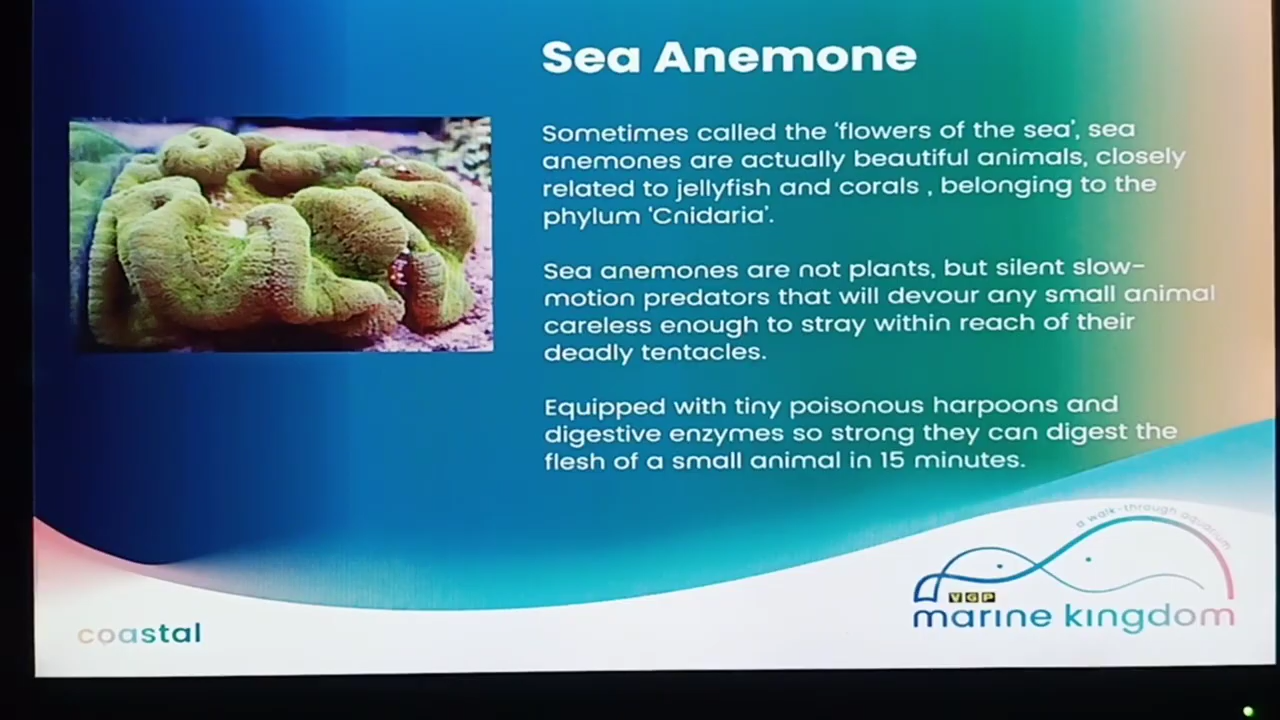 Sea Anemone
Sometimes called the 'flowers of the sea', sea
anemones are actually beautiful animals, closely
related to jellyfish and corals , belonging to the
phylum 'Cnidaria'.
Sea anemones are not plants, but silent slow-
motion predators that will devour any small animal
careless enough to stray within reach of their
deadly tentacles.
Equipped with tiny poisonous harpoons and
digestive enzymes so strong they can digest the
flesh of a small animal in 15 minutes.
a walk-through aquarium
VGP
marine kingdom
coastal